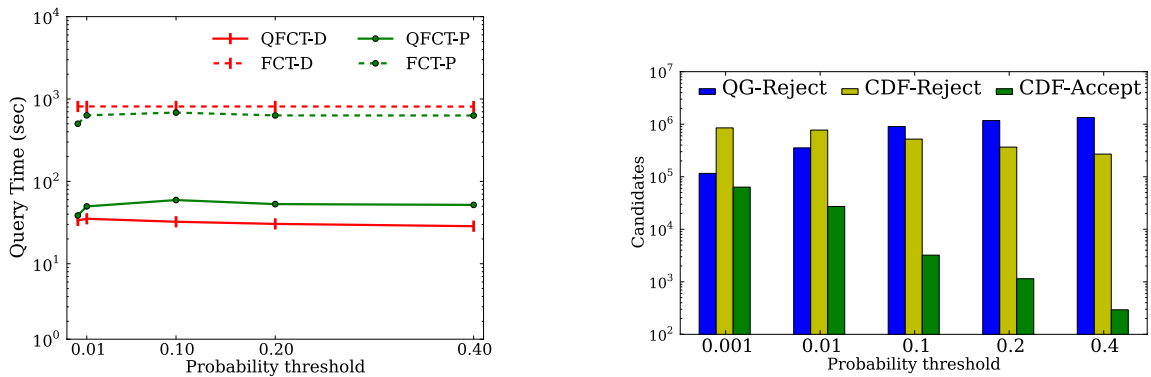 10^4
10^3
10^2
10^1
10^0
Query Time (sec)
QFCT-D
QFCT-P
FCT-D
FCT-P
0.01
0.10
0.20
0.40
Probability threshold
10^7
10^6
10^5
10^4
10^3
10^2
Candidates
QG-Reject
CDF-Reject
CDF-Accept
0.001
0.01
0.1
0.2
0.4
Probability threshold